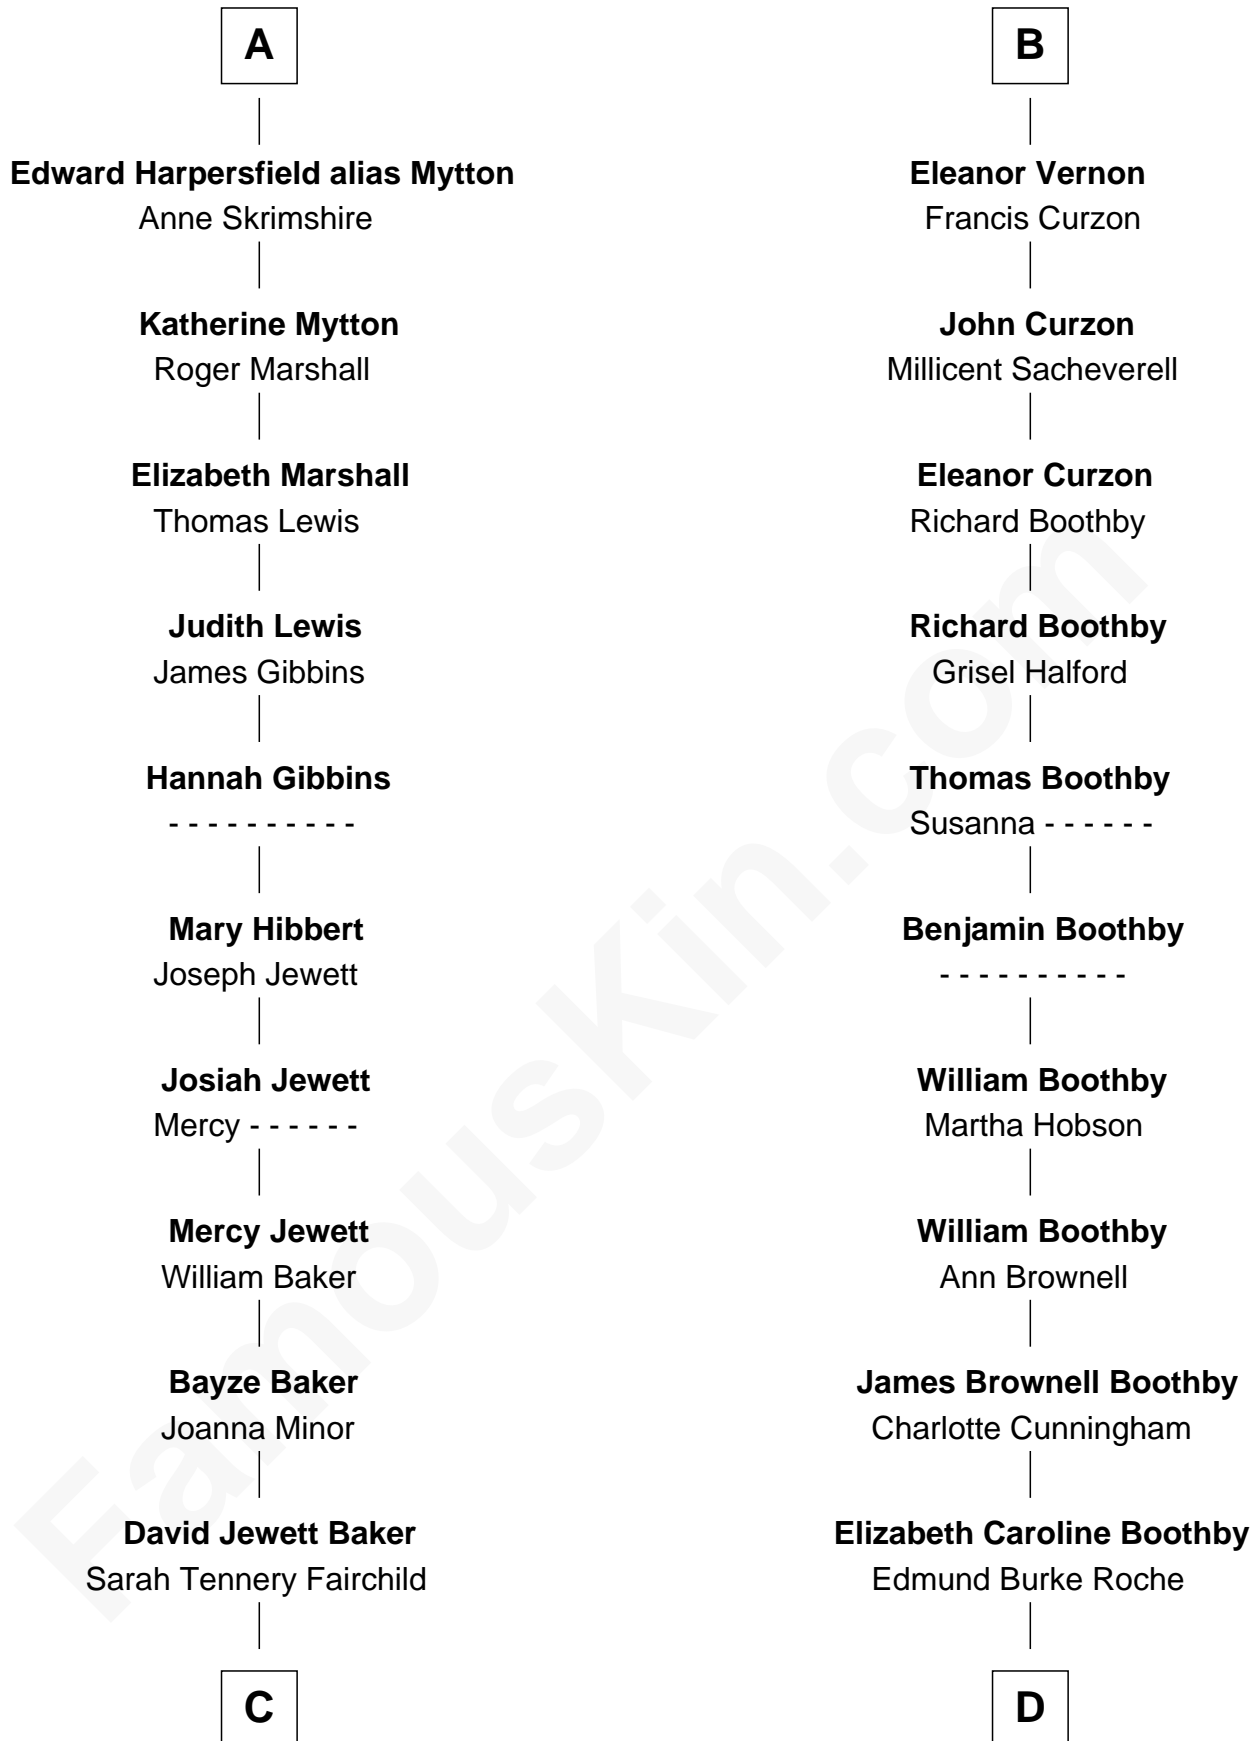 A
Edward Harpersfield alias Mytton
Anne Skrimshire
Katherine Mytton
Roger Marshall
Elizabeth Marshall
Thomas Lewis
Judith Lewis
James Gibbins
Hannah Gibbins
- - - - - - - - - -
Mary Hibbert
Joseph Jewett
Josiah Jewett
Mercy - - - - - -
Mercy Jewett
William Baker
Bayze Baker
Joanna Minor
David Jewett Baker
Sarah Tennery Fairchild
C
B
Eleanor Vernon
Francis Curzon
John Curzon
Millicent Sacheverell
Eleanor Curzon
Richard Boothby
Richard Boothby
Grisel Halford
Thomas Boothby
Susanna - - - - - -
Benjamin Boothby
- - - - - - - - - -
William Boothby
Martha Hobson
William Boothby
Ann Brownell
James Brownell Boothby
Charlotte Cunningham
Elizabeth Caroline Boothby
Edmund Burke Roche
D
FamousKin.com